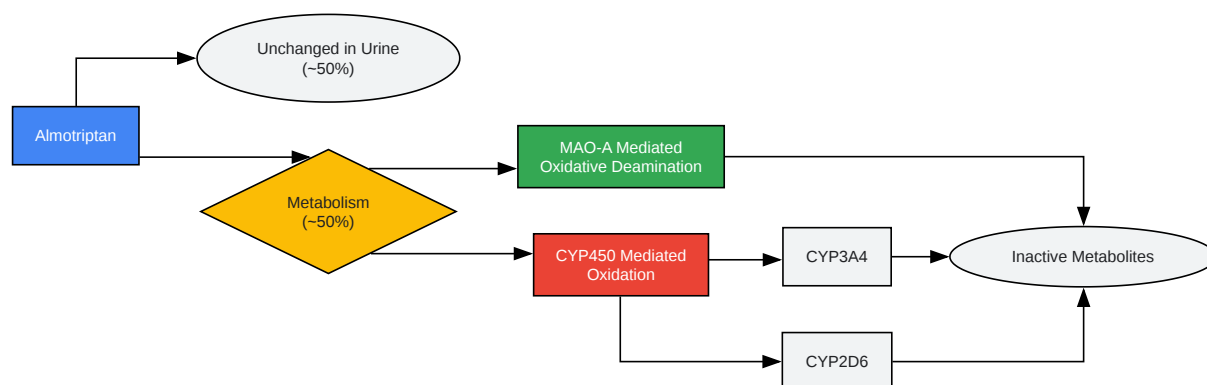 Unchanged in Urine
(~50%)
Almotriptan
MAO-A Mediated
Oxidative Deamination
Metabolism
(~50%)
CYP450 Mediated
Oxidation
CYP3A4
Inactive Metabolites
CYP2D6